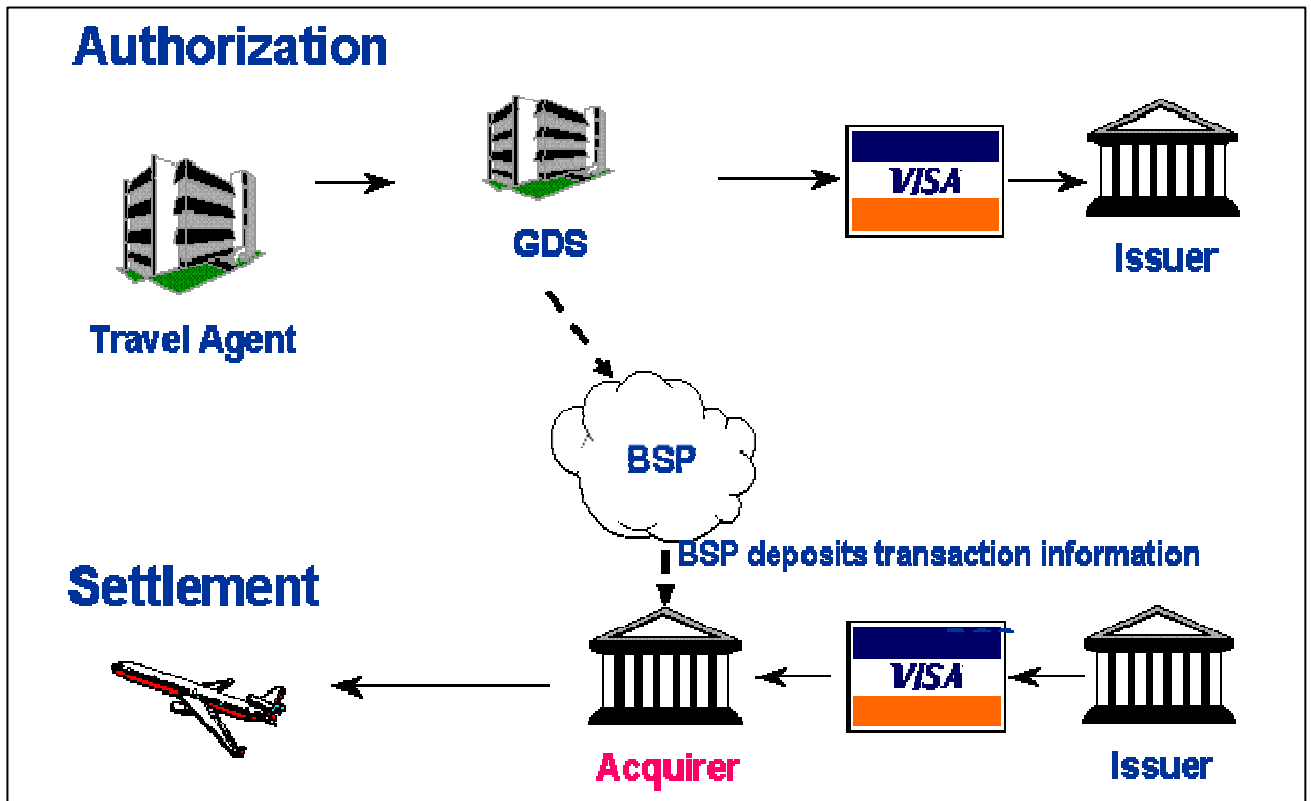 Authorization
VISA
GDS
Issuer
Travel Agent
BSP
BSP deposits transaction information
Settlement
VISA
Acquirer
Issuer